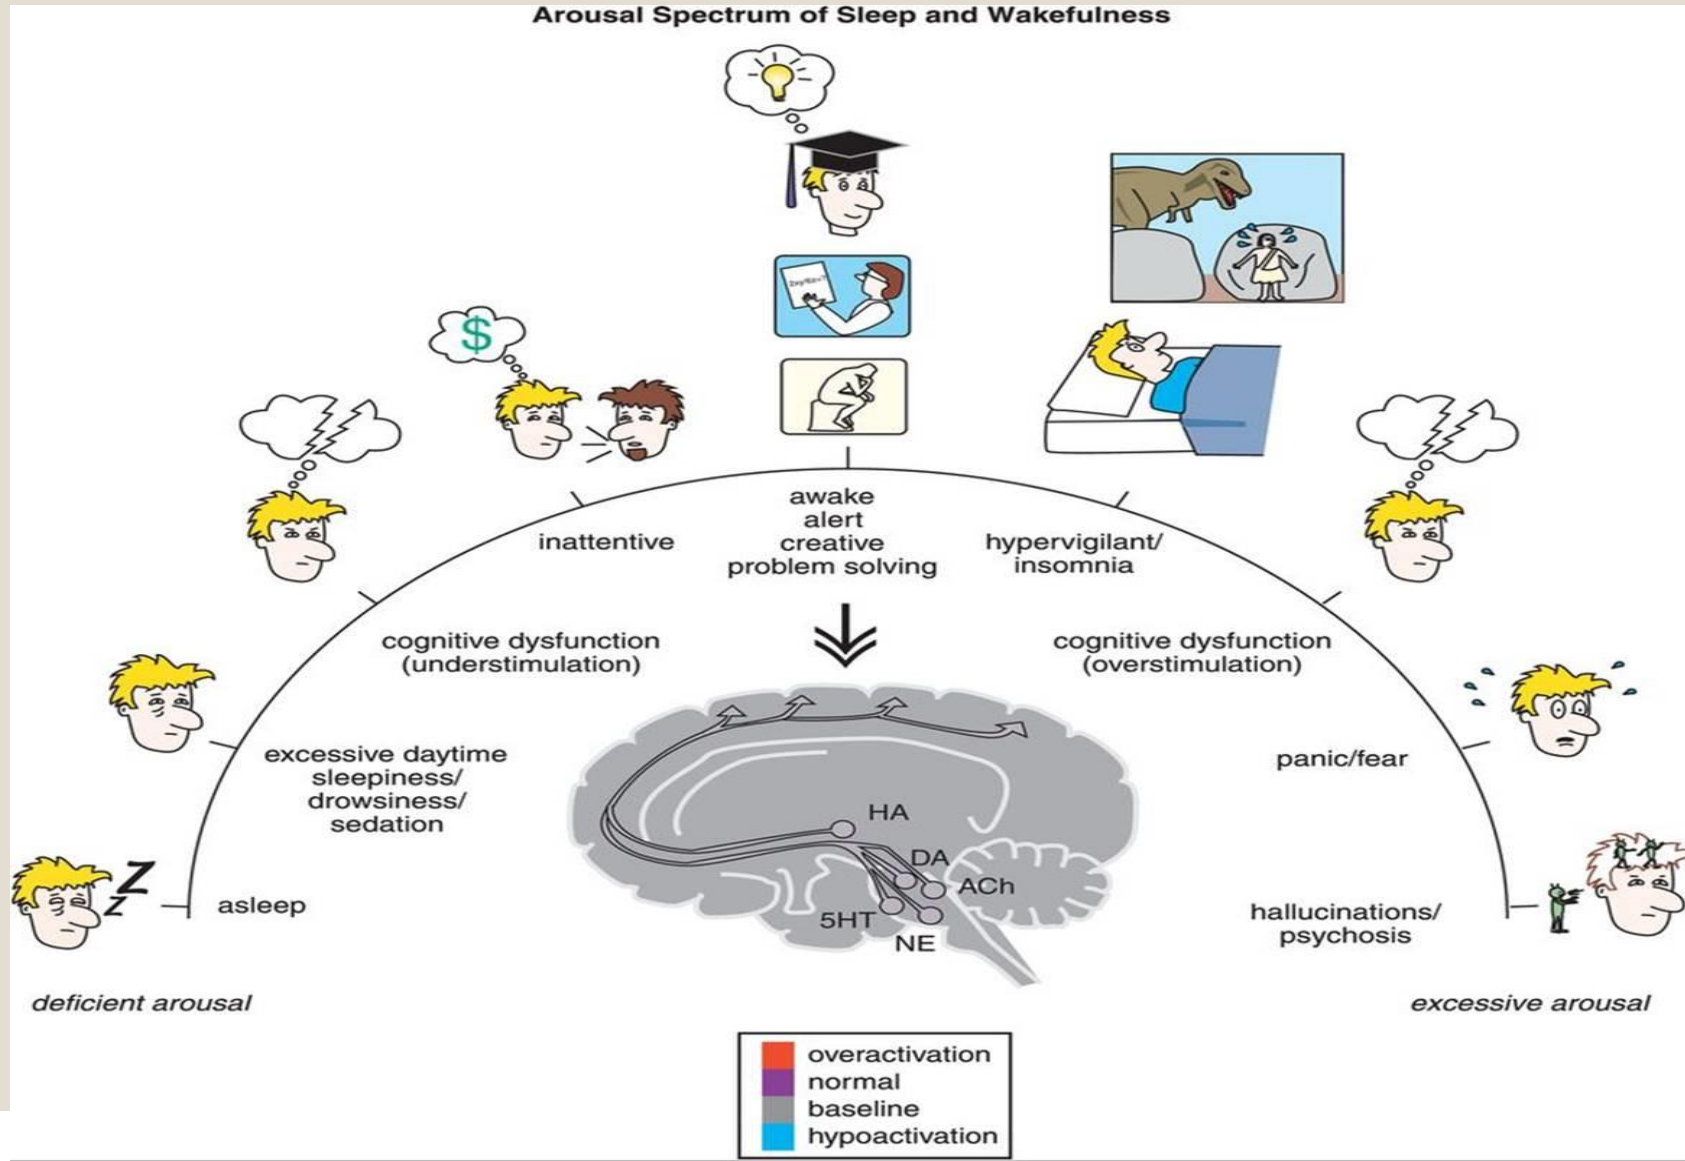 Arousal Spectrum of Sleep and Wakefulness
$
awake
alert
creative
problem solving
inattentive
hypervigilant/
insomnia
cognitive dysfunction
(understimulation)
cognitive dysfunction
(overstimulation)
excessive daytime
sleepiness/
drowsiness/
sedation
panic/fear
HA
DA
ACh
5HT
NE
Z
z
asleep
hallucinations/
psychosis
deficient arousal
excessive arousal
overactivation
normal
baseline
hypoactivation